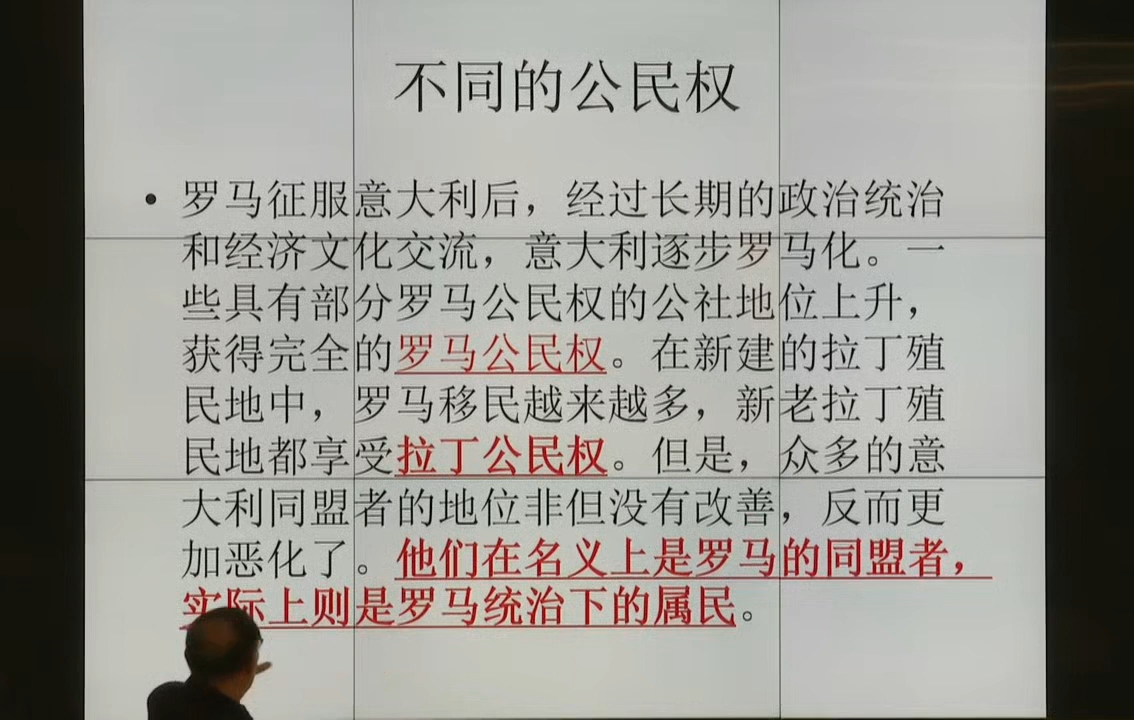 不同的公民权
• 罗马征服意大利后，经过长期的政治统治
和经济文化交流，意大利逐步罗马化。一
些具有部分罗马公民权的公社地位上升，
获得完全的罗马公民权。在新建的拉丁殖
民地中，罗马移民越来越多，新老拉丁殖
民地都享受拉丁公民权。但是，众多的意
大利同盟者的地位非但没有改善，反而更
加恶化了。他们在名义上是罗马的同盟者，
实际上则是罗马统治下的属民。